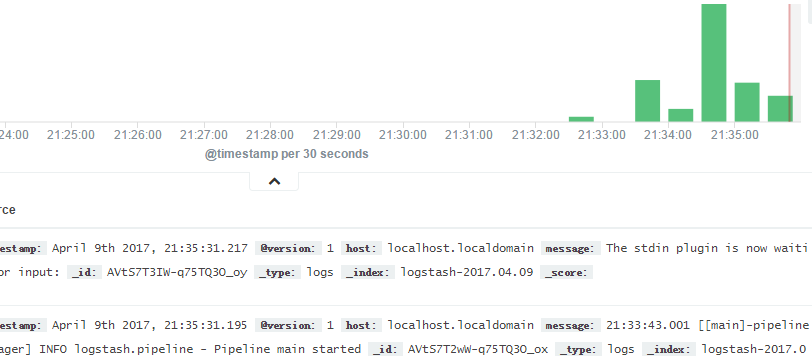 24:00 21:25:00 21:26:00 21:27:00 21:28:00 21:29:00 21:30:00 21:31:00 21:32:00 21:33:00 21:34:00 21:35:00
@timestamp per 30 seconds
rce
estamp: April 9th 2017, 21:35:31.217 @version: 1 host: localhost.localdomain message: The stdin plugin is now waiti
or input: _id: AVtS7T3IW-q75TQ3O_oy _type: logs _index: logstash-2017.04.09 _score:
estamp: April 9th 2017, 21:35:31.195 @version: 1 host: localhost.localdomain message: 21:33:43.001 [[main]-pipeline
ager] INFO logstash.pipeline - Pipeline main started _id: AVtS7T2wW-q75TQ3O_ox _type: logs _index: logstash-2017.0